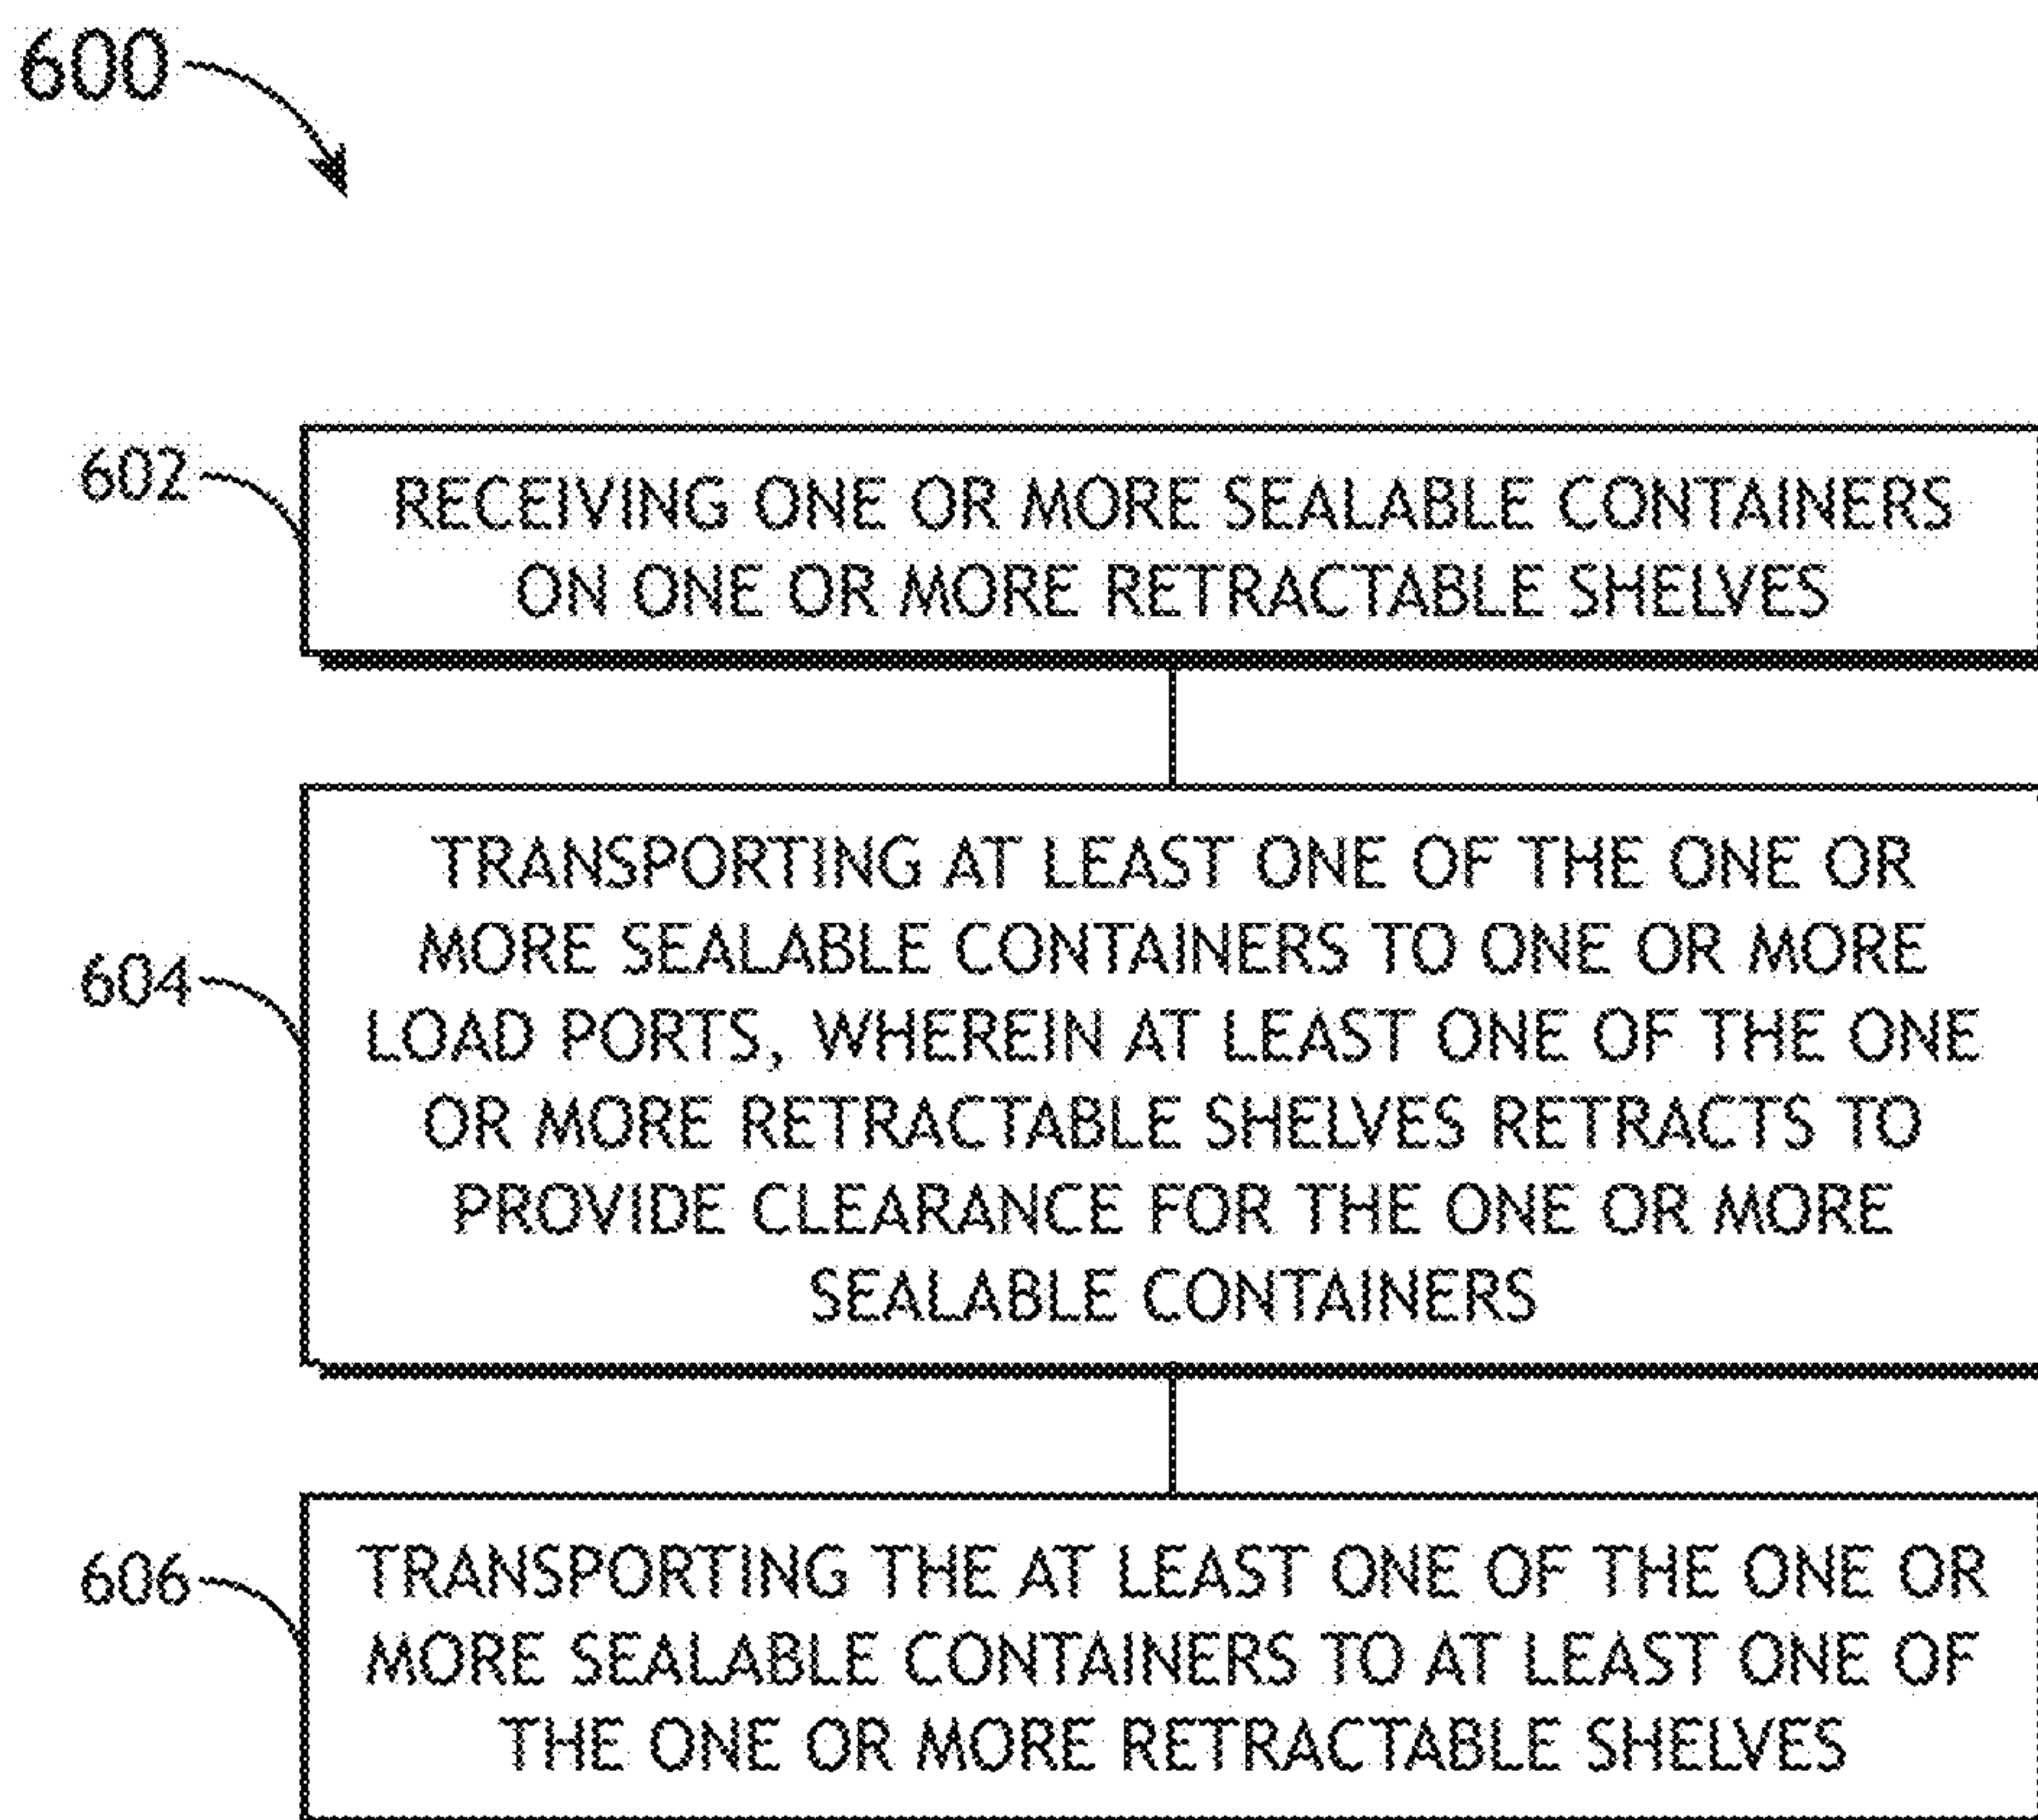 600
602
RECEIVING ONE OR MORE SEALABLE CONTAINERS
ON ONE OR MORE RETRACTABLE SHELVES
604
TRANSPORTING AT LEAST ONE OF THE ONE OR
MORE SEALABLE CONTAINERS TO ONE OR MORE
LOAD PORTS, WHEREIN AT LEAST ONE OF THE ONE
OR MORE RETRACTABLE SHELVES RETRACTS TO
PROVIDE CLEARANCE FOR THE ONE OR MORE
SEALABLE CONTAINERS
606
TRANSPORTING THE AT LEAST ONE OF THE ONE OR
MORE SEALABLE CONTAINERS TO AT LEAST ONE OF
THE ONE OR MORE RETRACTABLE SHELVES